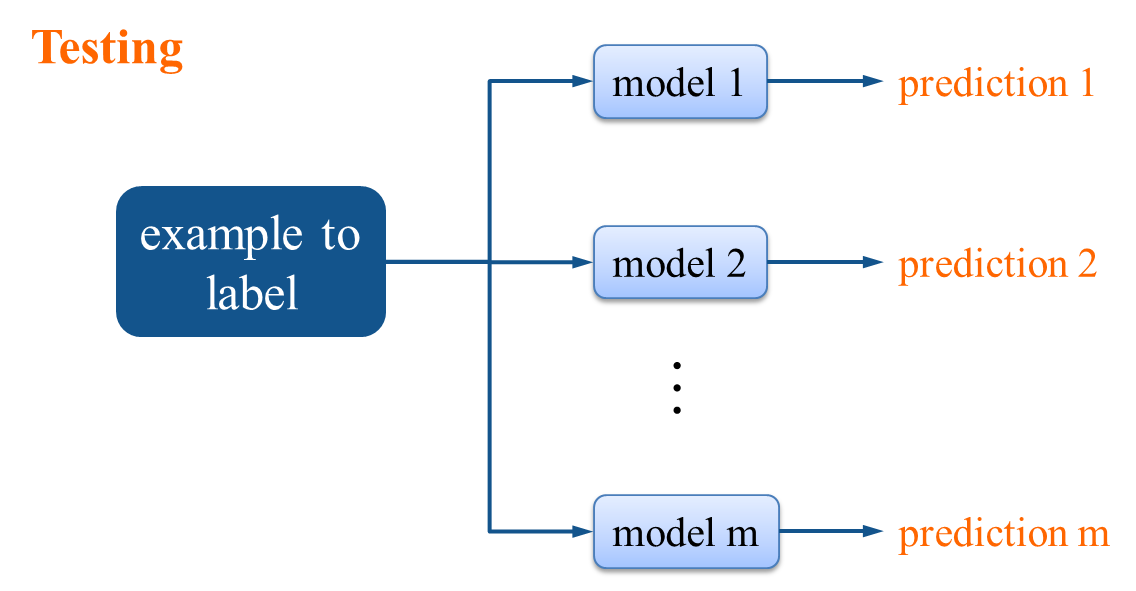 Testing
example to
label
model 1
prediction 1
model 2
prediction 2
model m
prediction m